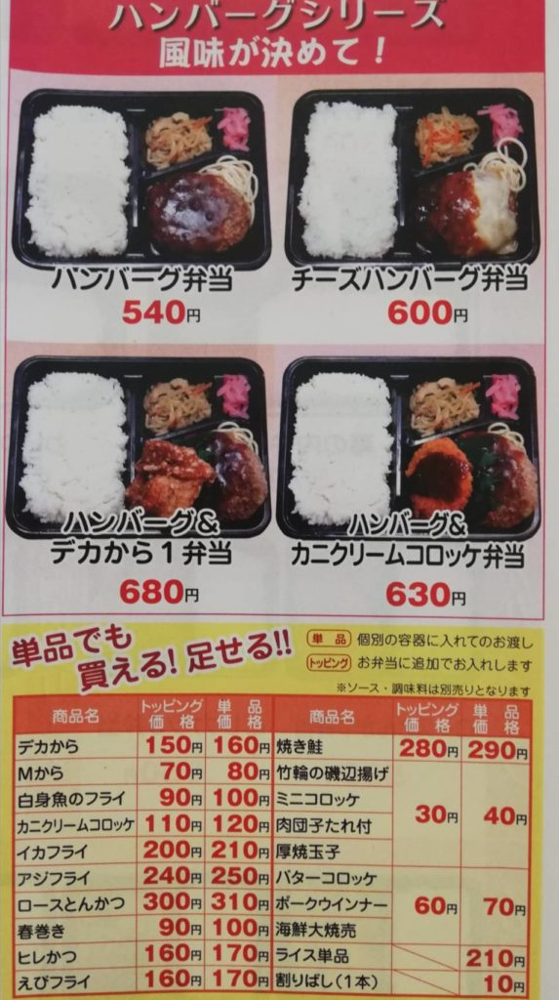 ハンバーグシリーズ
風味が決めて!
ハンバーグ弁当
540円
チーズハンバーグ弁当
600円
ハンバーグ&
デカから1弁当
680円
ハンバーグ&
カニクリームコロッケ弁当
630円
単品でも
買える!足せる!!
単品 個別の容器に入れてのお渡し
トッピング お弁当に追加でお入れします
※ソース・調味料は別売りとなります
商品名 トッピング価格 単品価格 商品名 トッピング価格 単品価格
デカから 150円 160円 焼き鮭 280円 290円
Mから 70円 80円 竹輪の磯辺揚げ
白身魚のフライ 90円 100円 ミニコロッケ
30円 40円
カニクリームコロッケ 110円 120円 肉団子たれ付
イカフライ 200円 210円 厚焼玉子
アジフライ 240円 250円 バターコロッケ
ロースとんかつ 300円 310円 ポークウインナー 60円 70円
春巻き 90円 100円 海鮮大焼売
ヒレかつ 160円 170円 ライス単品 210円
えびフライ 160円 170円 割りばし(1本) 10円